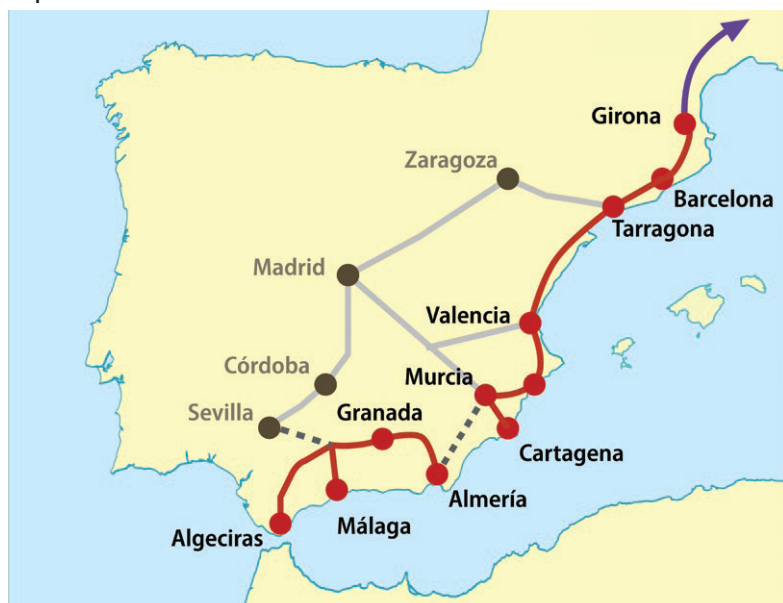 Girona
Zaragoza
Barcelona
Tarragona
Madrid
Valencia
Córdoba
Murcia
Sevilla
Granada
Cartagena
Almería
Málaga
Algeciras